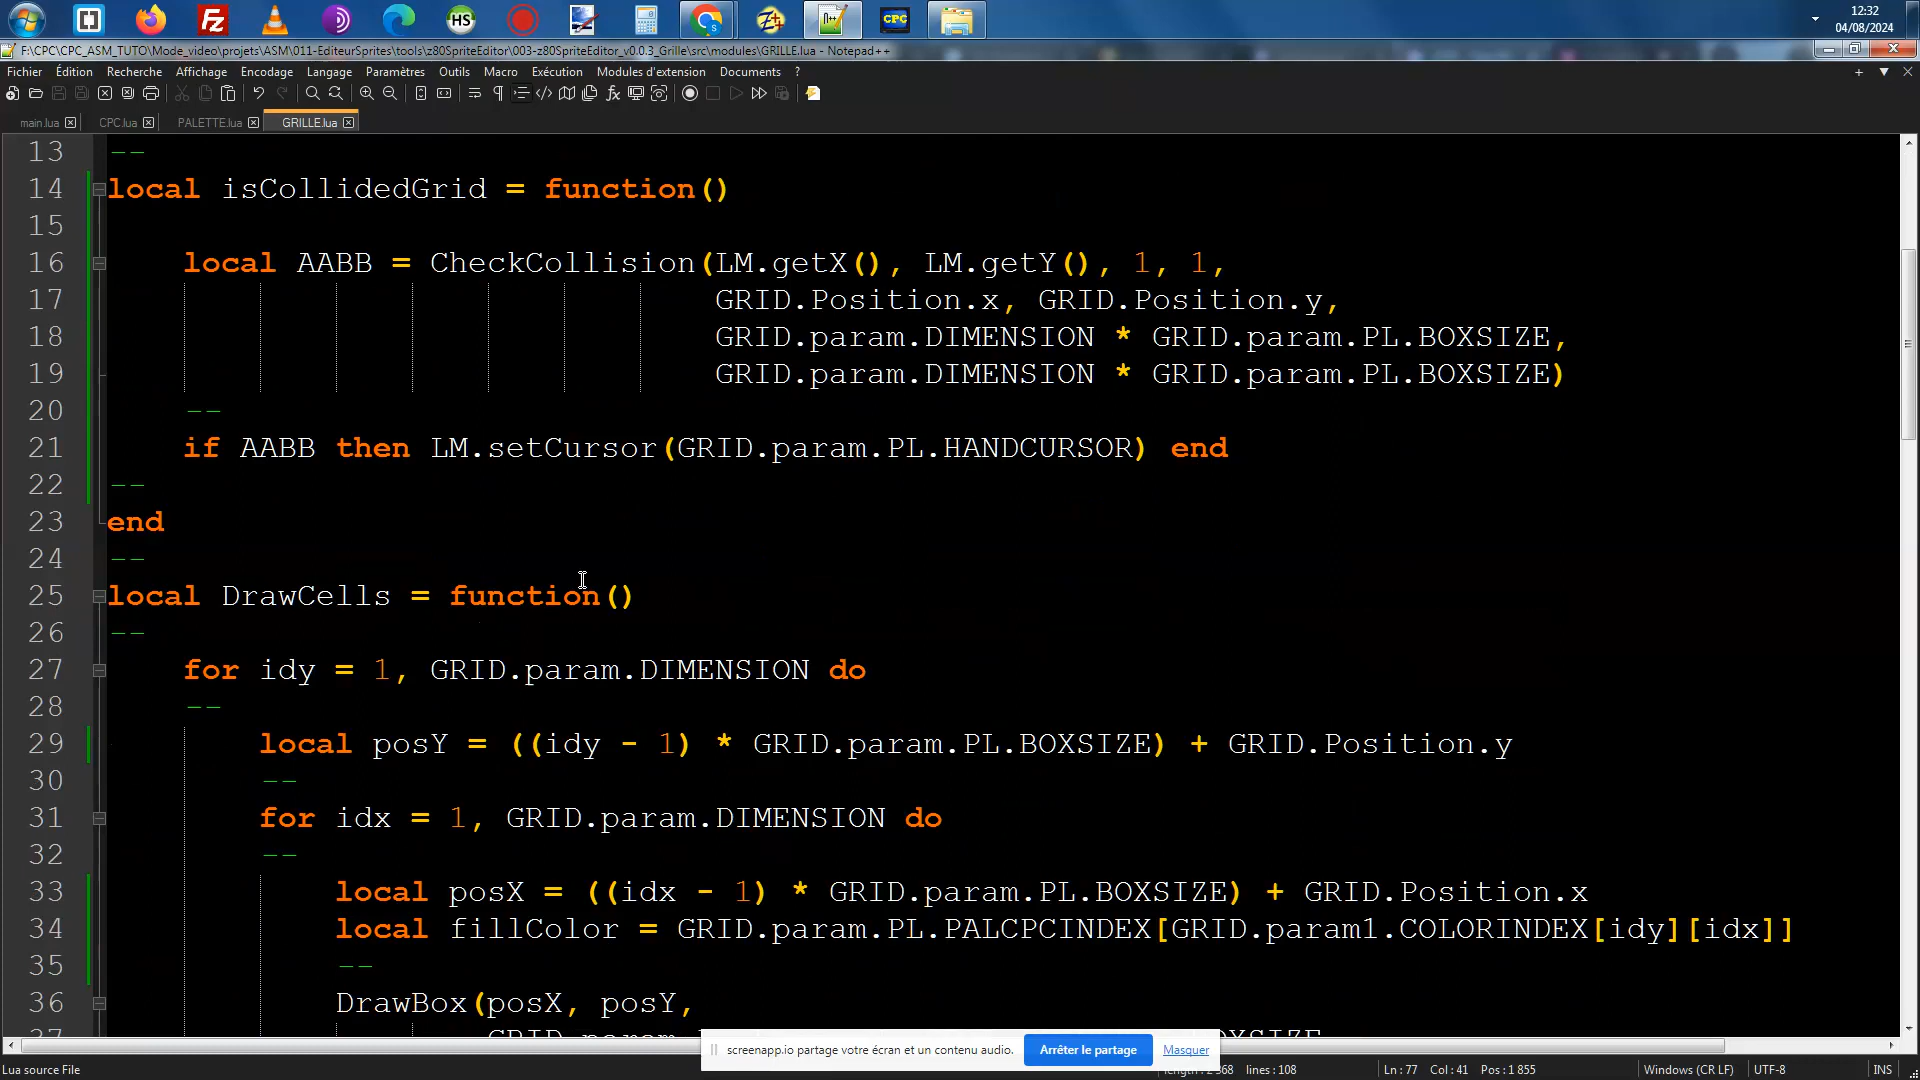 12:32
04/08/2024
F:\CPC\CPC_ASM_TUTO\Mode_video\projets\ASM\011-EditeurSprites\tools\z80SpriteEditor\003-z80SpriteEditor_v0.0.3_Grille\src\modules\GRILLE.lua - Notepad++
Fichier Édition Recherche Affichage Encodage Langage Paramètres Outils Macro Exécution Modules d'extension Documents ?
main.lua CPC.lua PALETTE.lua GRILLE.lua
13 --
14 local isCollidedGrid = function()
15
16 local AABB = CheckCollision(LM.getX(), LM.getY(), 1, 1,
17 GRID.Position.x, GRID.Position.y,
18 GRID.param.DIMENSION * GRID.param.PL.BOXSIZE,
19 GRID.param.DIMENSION * GRID.param.PL.BOXSIZE)
20 --
21 if AABB then LM.setCursor(GRID.param.PL.HANDCURSOR) end
22 --
23 end
24 --
25 local DrawCells = function()
26 --
27 for idy = 1, GRID.param.DIMENSION do
28 --
29 local posY = ((idy - 1) * GRID.param.PL.BOXSIZE) + GRID.Position.y
30 --
31 for idx = 1, GRID.param.DIMENSION do
32 --
33 local posX = ((idx - 1) * GRID.param.PL.BOXSIZE) + GRID.Position.x
34 local fillColor = GRID.param.PL.PALCPCINDEX[GRID.param1.COLORINDEX[idy][idx]]
35 --
36 DrawBox(posX, posY,
screenapp.io partage votre écran et un contenu audio. Arrêter le partage Masquer
Lua source File lines : 108 Ln : 77 Col : 41 Pos : 1 855 Windows (CR LF) UTF-8 INS